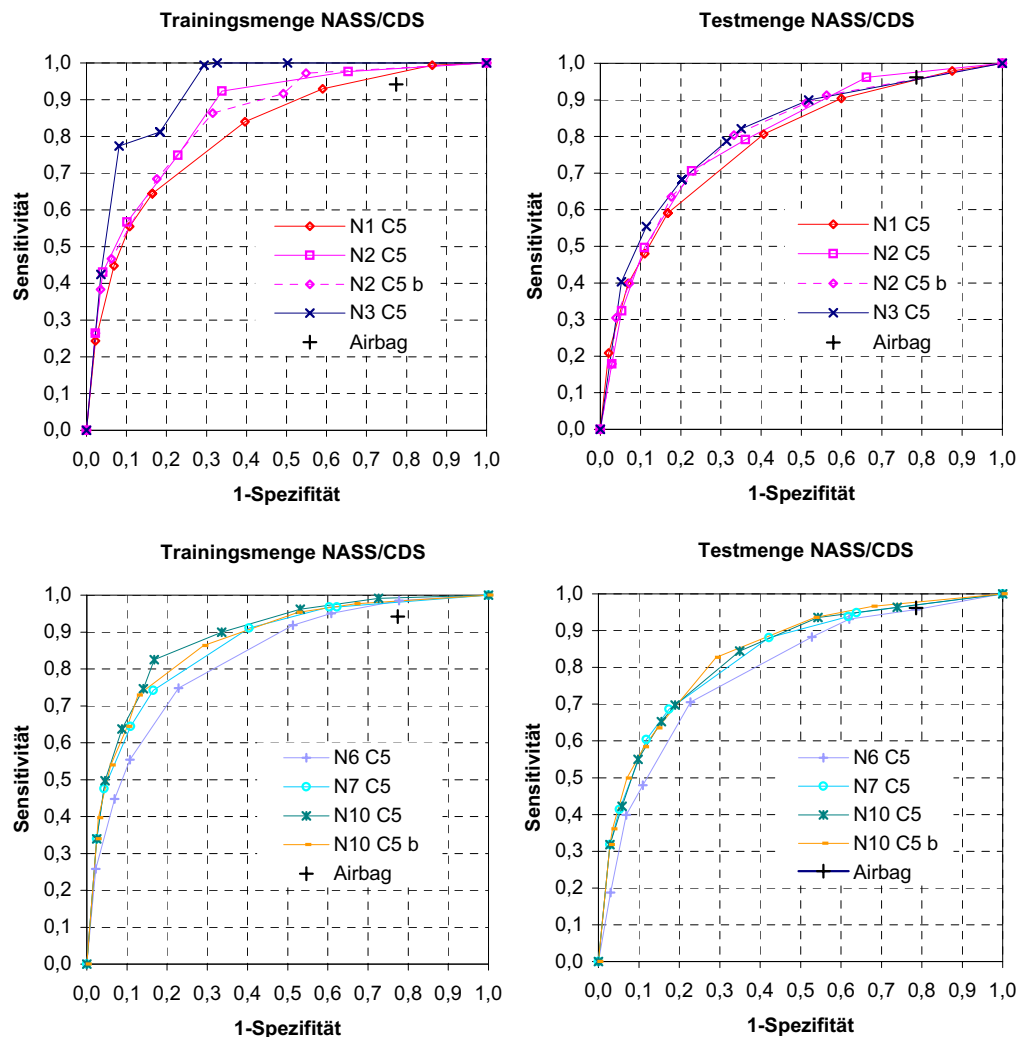 Trainingsmenge NASS/CDS
1,0
0,9
0,8
0,7
0,6
0,5
0,4
0,3
0,2
0,1
0,0
Sensitivität
N1 C5
N2 C5
N2 C5 b
N3 C5
Airbag
0,0 0,1 0,2 0,3 0,4 0,5 0,6 0,7 0,8 0,9 1,0
1-Spezifität
Testmenge NASS/CDS
1,0
0,9
0,8
0,7
0,6
0,5
0,4
0,3
0,2
0,1
0,0
Sensitivität
N1 C5
N2 C5
N2 C5 b
N3 C5
Airbag
0,0 0,1 0,2 0,3 0,4 0,5 0,6 0,7 0,8 0,9 1,0
1-Spezifität
Trainingsmenge NASS/CDS
1,0
0,9
0,8
0,7
0,6
0,5
0,4
0,3
0,2
0,1
0,0
Sensitivität
N6 C5
N7 C5
N10 C5
N10 C5 b
Airbag
0,0 0,1 0,2 0,3 0,4 0,5 0,6 0,7 0,8 0,9 1,0
1-Spezifität
Testmenge NASS/CDS
1,0
0,9
0,8
0,7
0,6
0,5
0,4
0,3
0,2
0,1
0,0
Sensitivität
N6 C5
N7 C5
N10 C5
N10 C5 b
Airbag
0,0 0,1 0,2 0,3 0,4 0,5 0,6 0,7 0,8 0,9 1,0
1-Spezifität